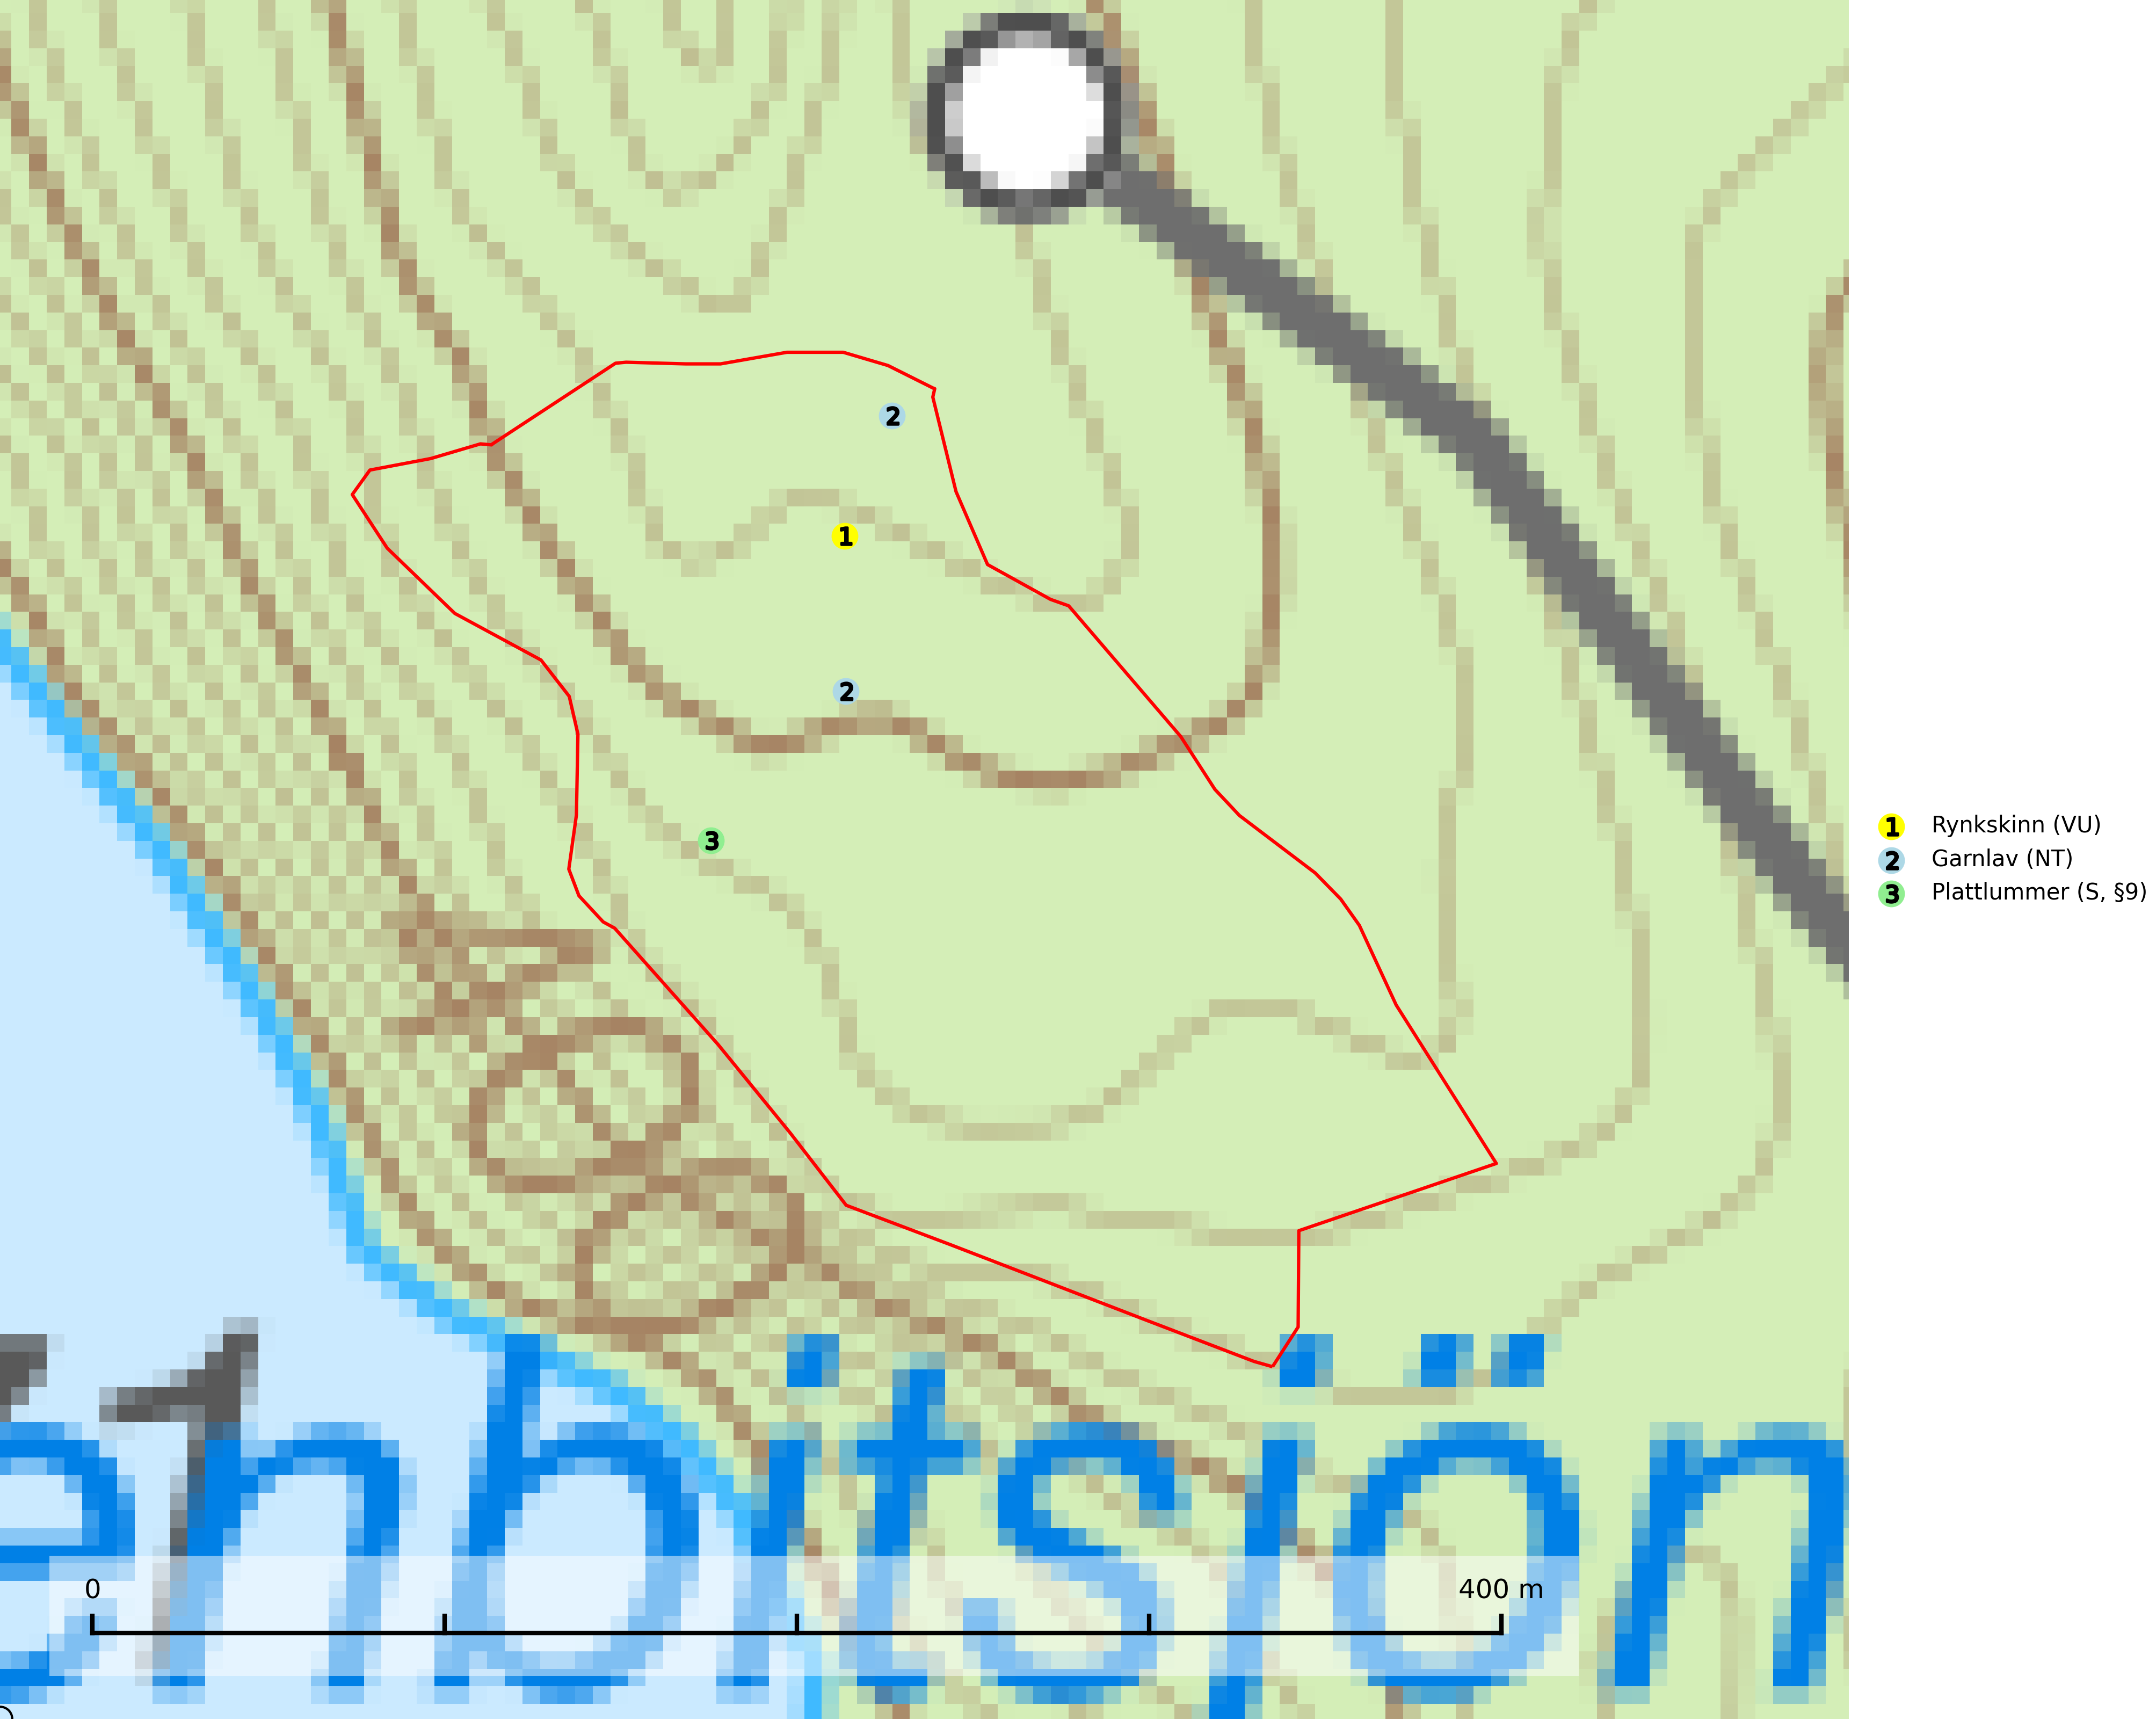 2
1
2
3
1 Rynkskinn (VU)
2 Garnlav (NT)
3 Plattlummer (S, §9)
0 400 m